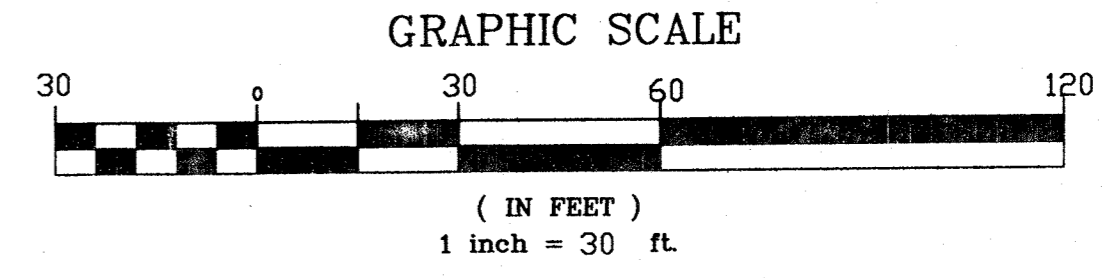 GRAPHIC SCALE
30 0 30 60 120
( IN FEET )
1 inch = 30 ft.